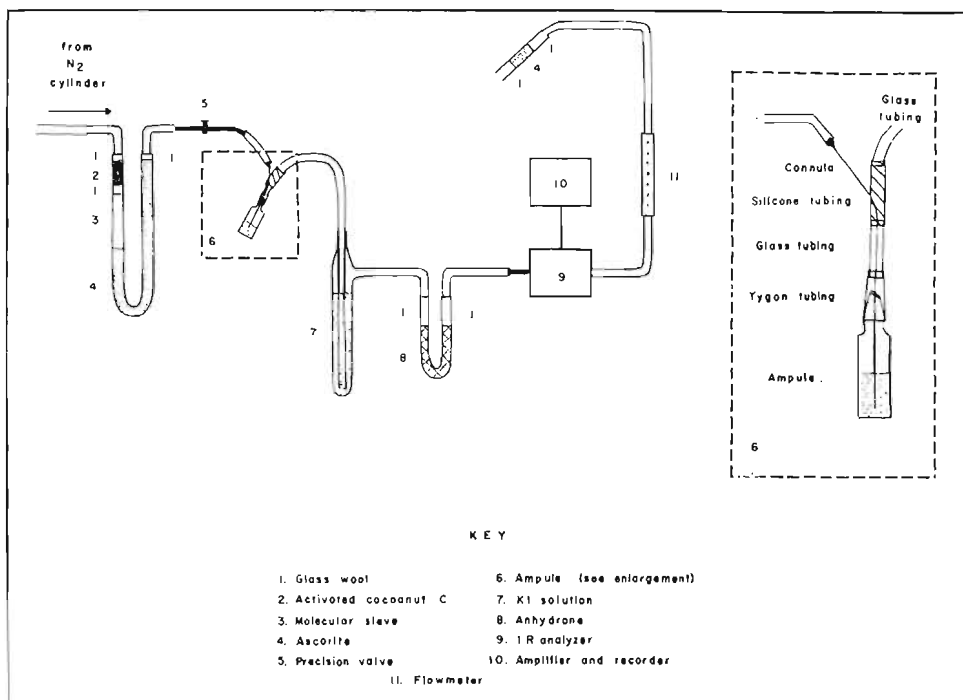 from
N2
cylinder
5
1
1
2
1
3
4
6
7
1
1
8
9
10
11
1
4
1
Glass
tubing
Cannula
Silicone tubing
Glass tubing
Yygon tubing
Ampule.
6
KEY
1. Glass wool
2. Activated cocoanut C
3. Molecular sieve
4. Ascarite
5. Precision valve
6. Ampule (see enlargement)
7. KI solution
8. Anhydrone
9. IR analyzer
10. Amplifier and recorder
11. Flowmeter